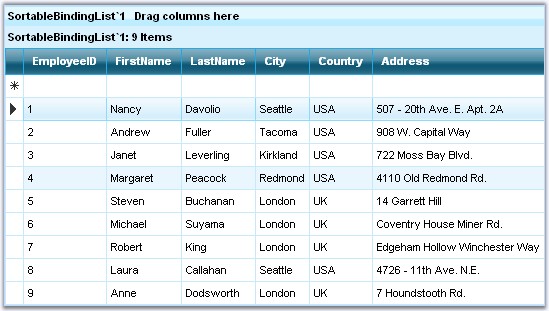 SortableBindingList`1 Drag columns here
SortableBindingList`1: 9 Items
EmployeeID FirstName LastName City Country Address
1 Nancy Davolio Seattle USA 507 - 20th Ave. E. Apt. 2A
2 Andrew Fuller Tacoma USA 908 W. Capital Way
3 Janet Leverling Kirkland USA 722 Moss Bay Blvd.
4 Margaret Peacock Redmond USA 4110 Old Redmond Rd.
5 Steven Buchanan London UK 14 Garrett Hill
6 Michael Suyama London UK Coventry House Miner Rd.
7 Robert King London UK Edgeham Hollow Winchester Way
8 Laura Callahan Seattle USA 4726 - 11th Ave. N.E.
9 Anne Dodsworth London UK 7 Houndstooth Rd.